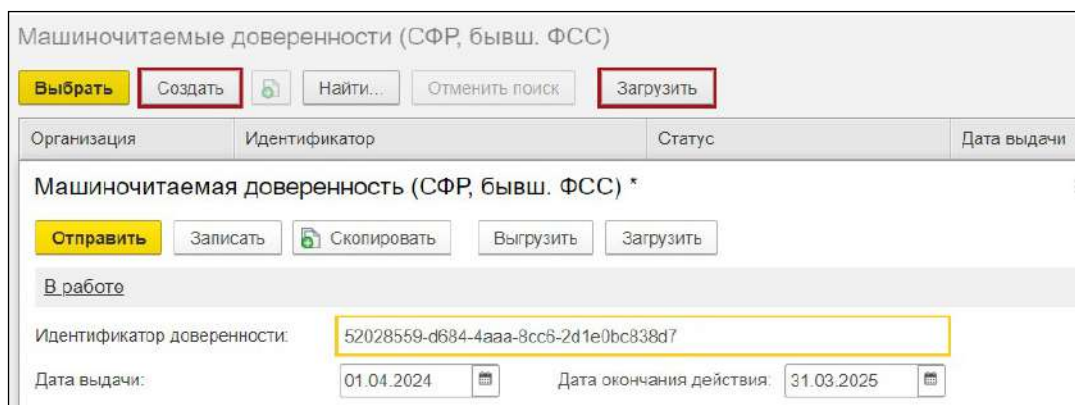 Машиночитаемые доверенности (СФР, бывш. ФСС)
Выбрать Создать Найти... Отменить поиск Загрузить
Организация Идентификатор Статус Дата выдачи
Машиночитаемая доверенность (СФР, бывш. ФСС) *
Отправить Записать Скопировать Выгрузить Загрузить
В работе
Идентификатор доверенности: 52028559-d684-4aaa-8cc6-2d1e0bc838d7
Дата выдачи: 01.04.2024 Дата окончания действия: 31.03.2025